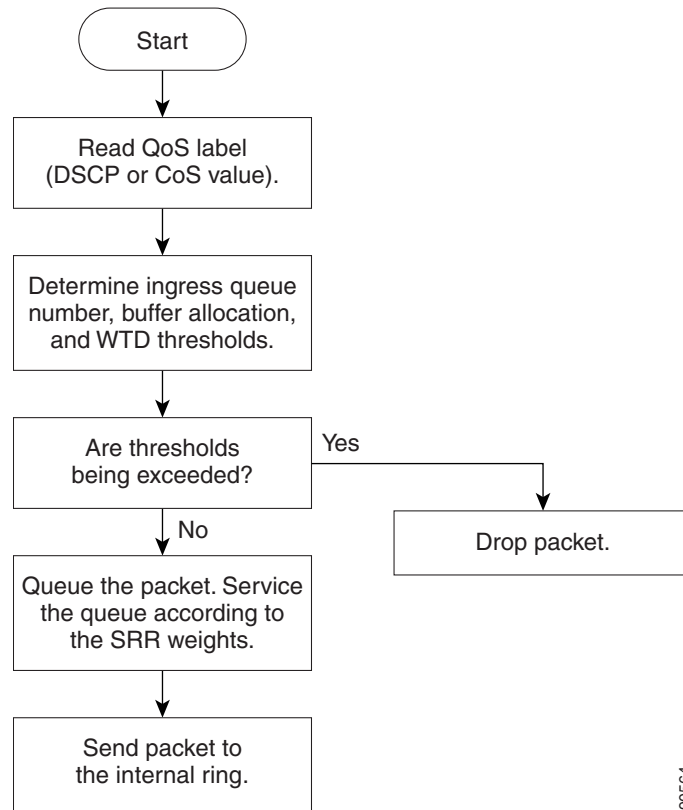 Start
Read QoS label
(DSCP or CoS value).
Determine ingress queue
number, buffer allocation,
and WTD thresholds.
Are thresholds
being exceeded?
Yes
No
Drop packet.
Queue the packet. Service
the queue according to
the SRR weights.
Send packet to
the internal ring.